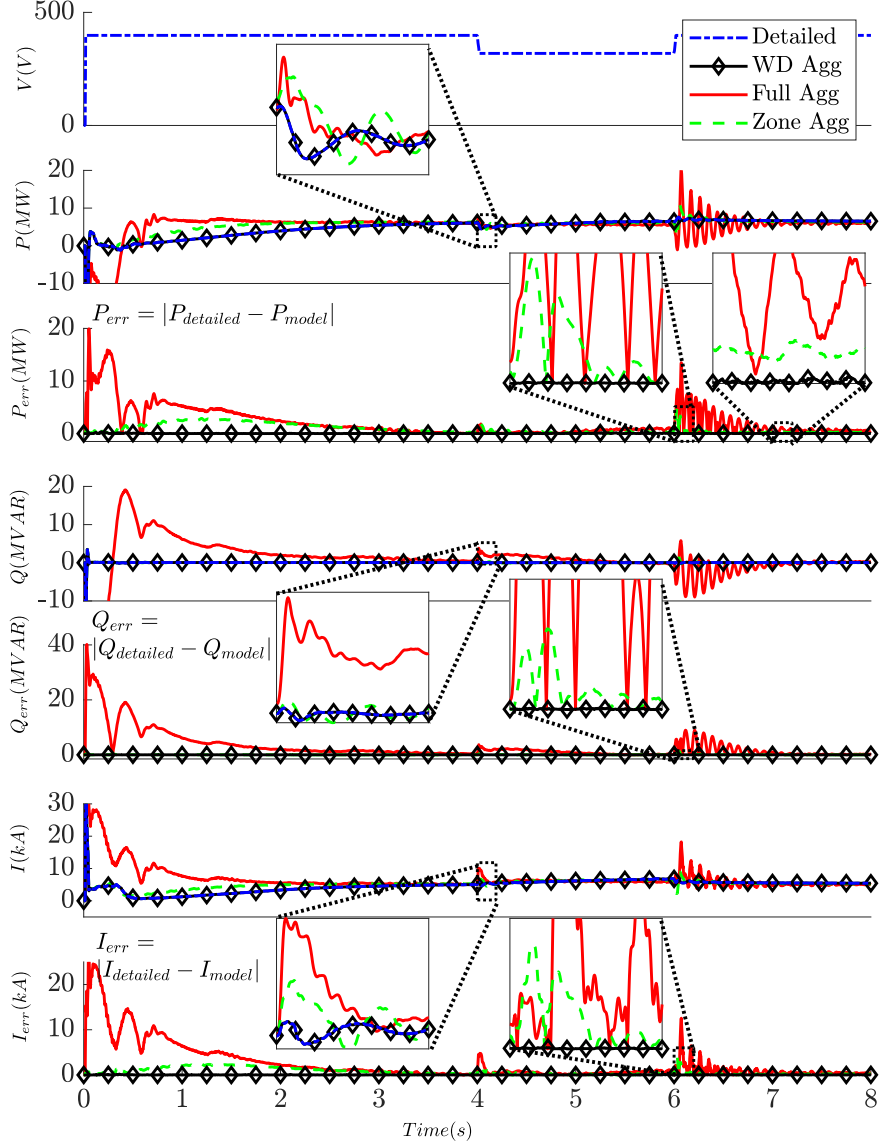 500
0
V(V)
Detailed
WD Agg
Full Agg
Zone Agg
20
10
0
-10
P(MW)
P_err = |P_detailed − P_model|
20
10
0
P_err(MW)
20
10
0
-10
Q(MVAR)
Q_err =
|Q_detailed − Q_model|
40
20
0
Q_err(MVAR)
30
20
10
0
I(kA)
I_err =
|I_detailed − I_model|
20
10
0
I_err(kA)
0 1 2 3 4 5 6 7 8
Time(s)